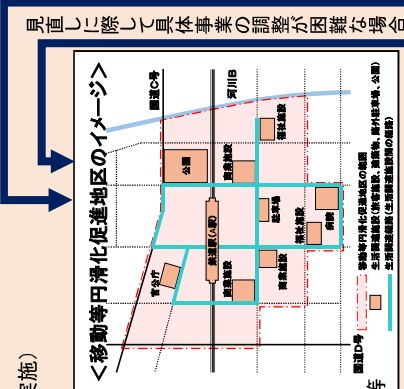 見直しに際して具体事業の調整が困難な場合
<移動等円滑化促進地区のイメージ>
国道C号
河川B
公園
商業施設
福祉施設
官公庁
鉄道駅(A駅)
駐車場
福祉施設
病院
商業施設
商業施設
国道D号
移動等円滑化促進地区の範囲
生活関連施設(旅客施設、建築物、路外駐車場、公園)
生活関連経路(生活関連施設間の経路)
実施)
等